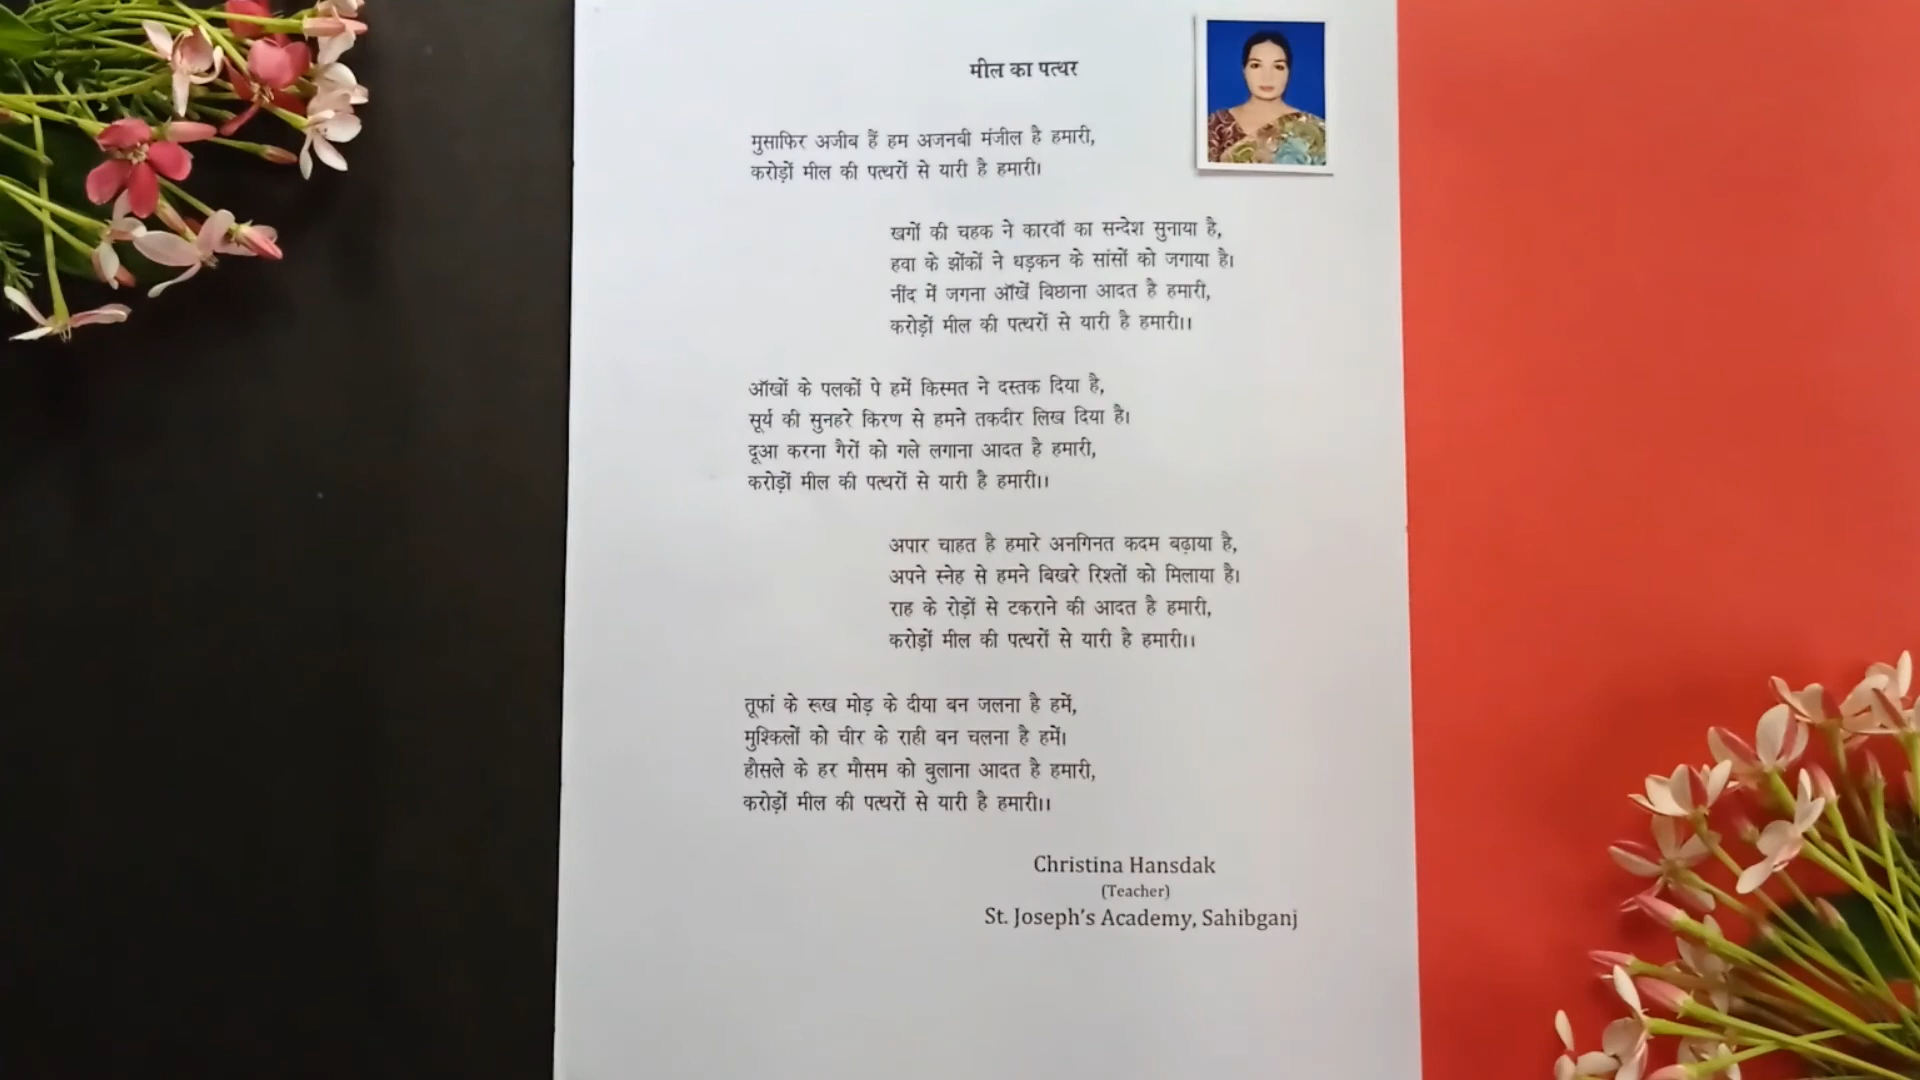 मील का पत्थर
मुसाफिर अजीब हैं हम अजनबी मंजील है हमारी,
करोड़ों मील की पत्थरों से यारी है हमारी।
खगों की चहक ने कारवॉ का सन्देश सुनाया है,
हवा के झोंकों ने धड़कन के सांसों को जगाया है।
नींद में जगना ऑखें बिछाना आदत है हमारी,
करोड़ों मील की पत्थरों से यारी है हमारी।।
ऑखों के पलकों पे हमें किस्मत ने दस्तक दिया है,
सूर्य की सुनहरे किरण से हमने तकदीर लिख दिया है।
दूआ करना गैरों को गले लगाना आदत है हमारी,
करोड़ों मील की पत्थरों से यारी है हमारी।।
अपार चाहत है हमारे अनगिनत कदम बढ़ाया है,
अपने स्नेह से हमने बिखरे रिश्तों को मिलाया है।
राह के रोड़ों से टकराने की आदत है हमारी,
करोड़ों मील की पत्थरों से यारी है हमारी।।
तूफां के रूख मोड़ के दीया बन जलना है हमें,
मुश्किलों को चीर के राही बन चलना है हमें।
हौसले के हर मौसम को बुलाना आदत है हमारी,
करोड़ों मील की पत्थरों से यारी है हमारी।।
Christina Hansdak
(Teacher)
St. Joseph's Academy, Sahibganj